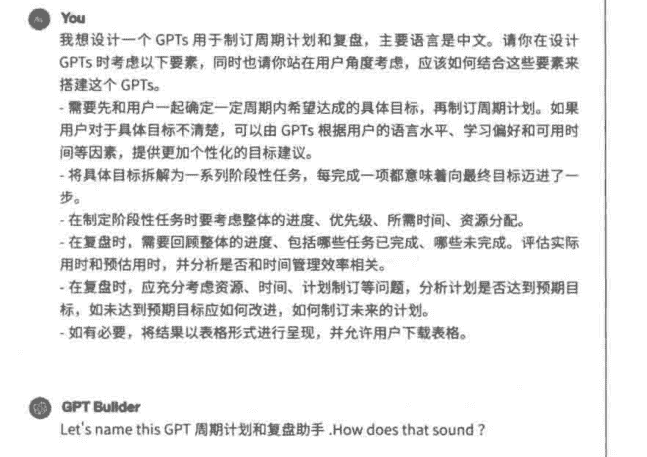 You
我想设计一个 GPTs 用于制订周期计划和复盘，主要语言是中文。请你在设计
GPTs 时考虑以下要素，同时也请你站在用户角度考虑，应该如何结合这些要素来
搭建这个 GPTs。
- 需要先和用户一起确定一定周期内希望达成的具体目标，再制订周期计划。如果
用户对于具体目标不清楚，可以由 GPTs 根据用户的语言水平、学习偏好和可用时
间等因素，提供更加个性化的目标建议。
- 将具体目标拆解为一系列阶段性任务，每完成一项都意味着向最终目标迈进了一
步。
- 在制定阶段性任务时要考虑整体的进度、优先级、所需时间、资源分配。
- 在复盘时，需要回顾整体的进度、包括哪些任务已完成、哪些未完成。评估实际
用时和预估用时，并分析是否和时间管理效率相关。
- 在复盘时，应充分考虑资源、时间、计划制订等问题，分析计划是否达到预期目
标，如未达到预期目标应如何改进，如何制订未来的计划。
- 如有必要，将结果以表格形式进行呈现，并允许用户下载表格。
GPT Builder
Let's name this GPT 周期计划和复盘助手 .How does that sound ?